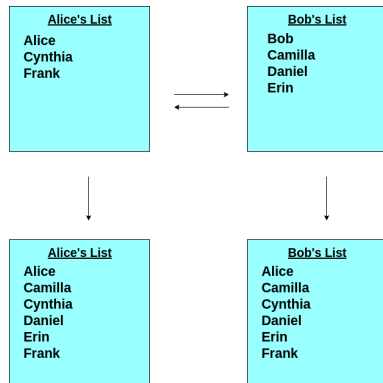 Alice's List
Alice
Cynthia
Frank
Bob's List
Bob
Camilla
Daniel
Erin
Alice's List
Alice
Camilla
Cynthia
Daniel
Erin
Frank
Bob's List
Alice
Camilla
Cynthia
Daniel
Erin
Frank